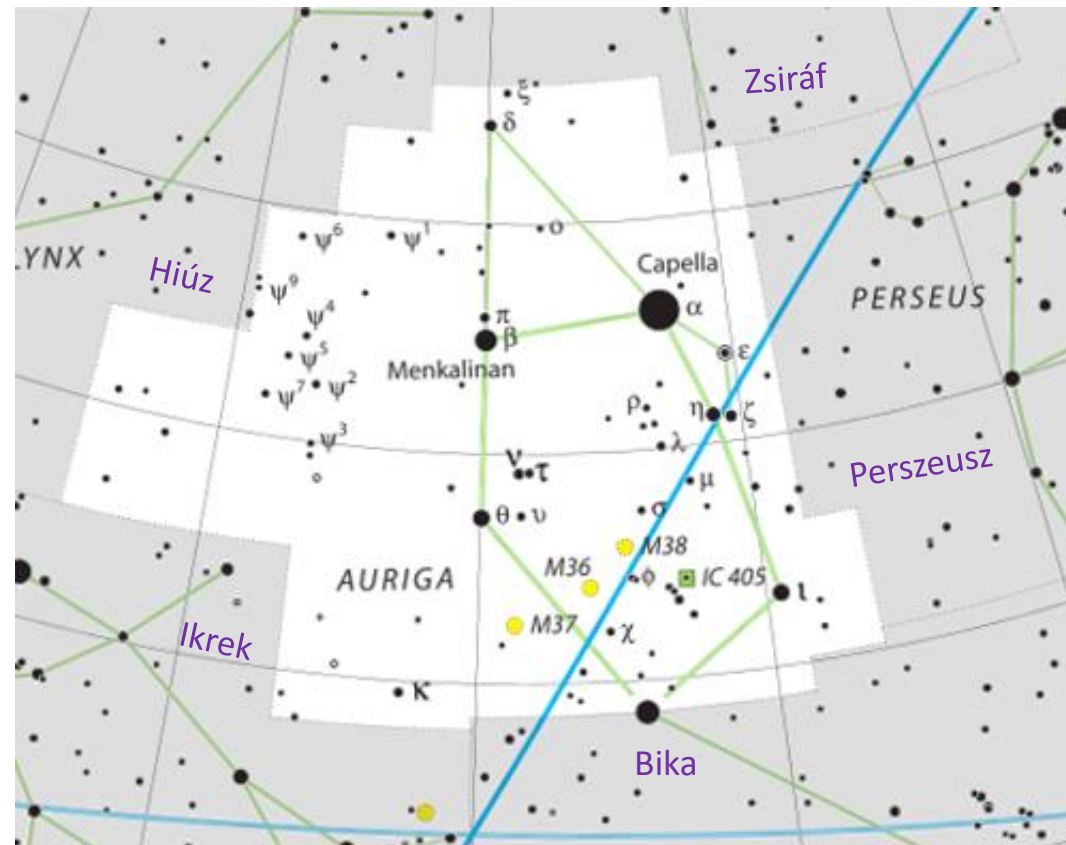 ξ
δ
Zsiráf
ψ⁶
ψ¹
ο
LYNX
Hiúz
Capella
ψ⁹
π
α
PERSEUS
ψ⁴
β
ε
ψ⁵
Menkalinan
ψ⁷
ψ²
ρ
η
ζ
ψ³
λ
Perszeusz
ν
τ
μ
θ
υ
σ
M38
M36
φ
IC 405
AURIGA
ι
M37
χ
Ikrek
κ
Bika